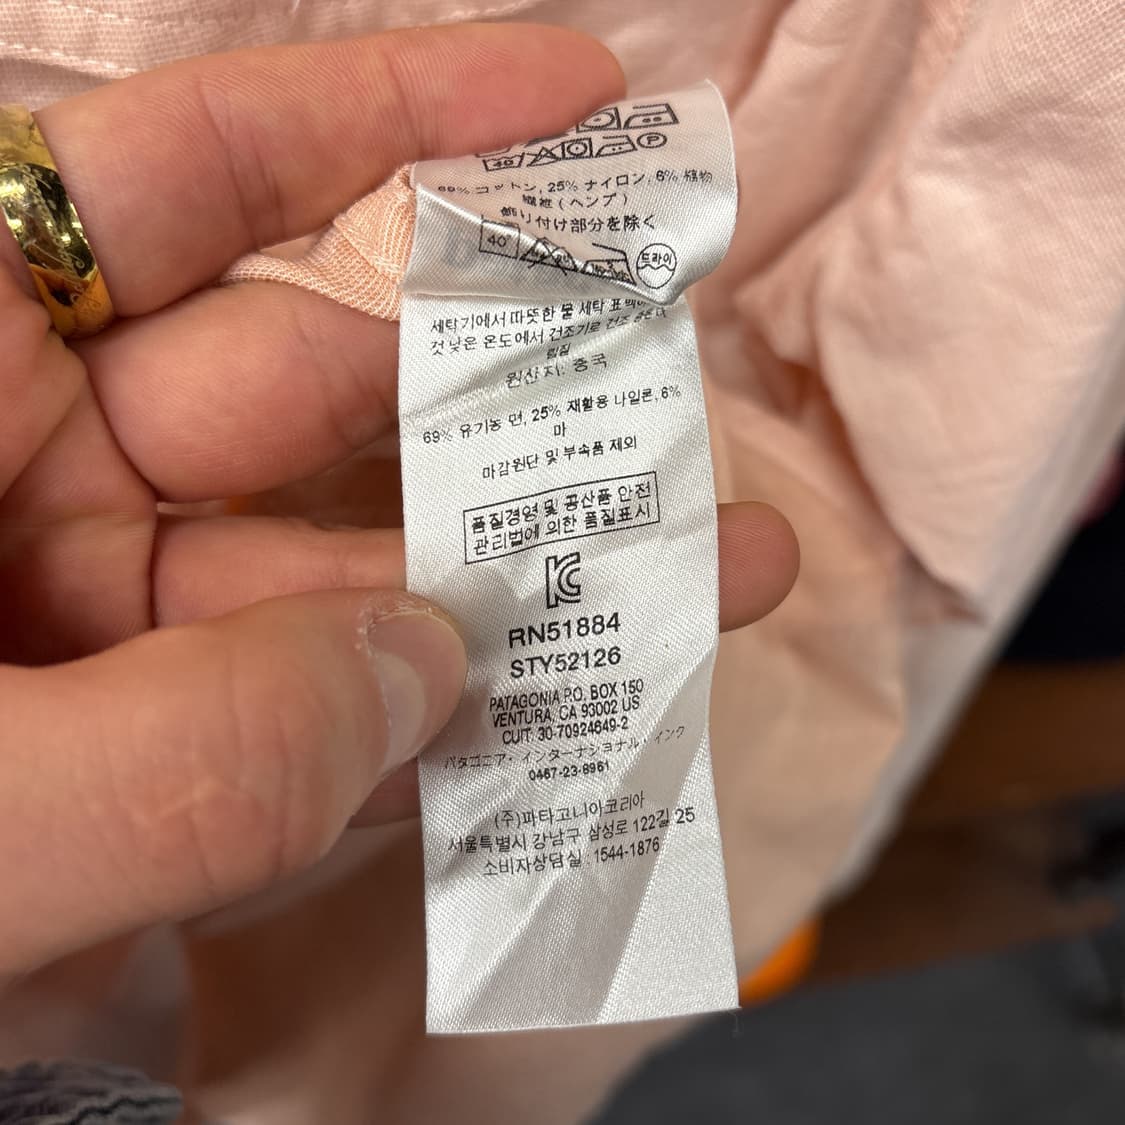 40
69% コットン, 25% ナイロン, 6% 植物
繊維(ヘンプ)
飾り付け部分を除く
40
드라이
세탁기에서 따뜻한 물 세탁 표백
것 낮은 온도에서 건조기로 건조
림질
원산지: 중국
69% 유기농 면, 25% 재활용 나일론, 6%
마
마감원단 및 부속품 제외
품질경영 및 공산품 안전
관리법에 의한 품질표시
RN51884
STY52126
PATAGONIA P.O. BOX 150
VENTURA, CA 93002 US
CUIT: 30-70924649-2
パタゴニア・インターナショナル・インク
0467-23-8961
(주)파타고니아코리아
서울특별시 강남구 삼성로 122길 25
소비자상담실 : 1544-1876